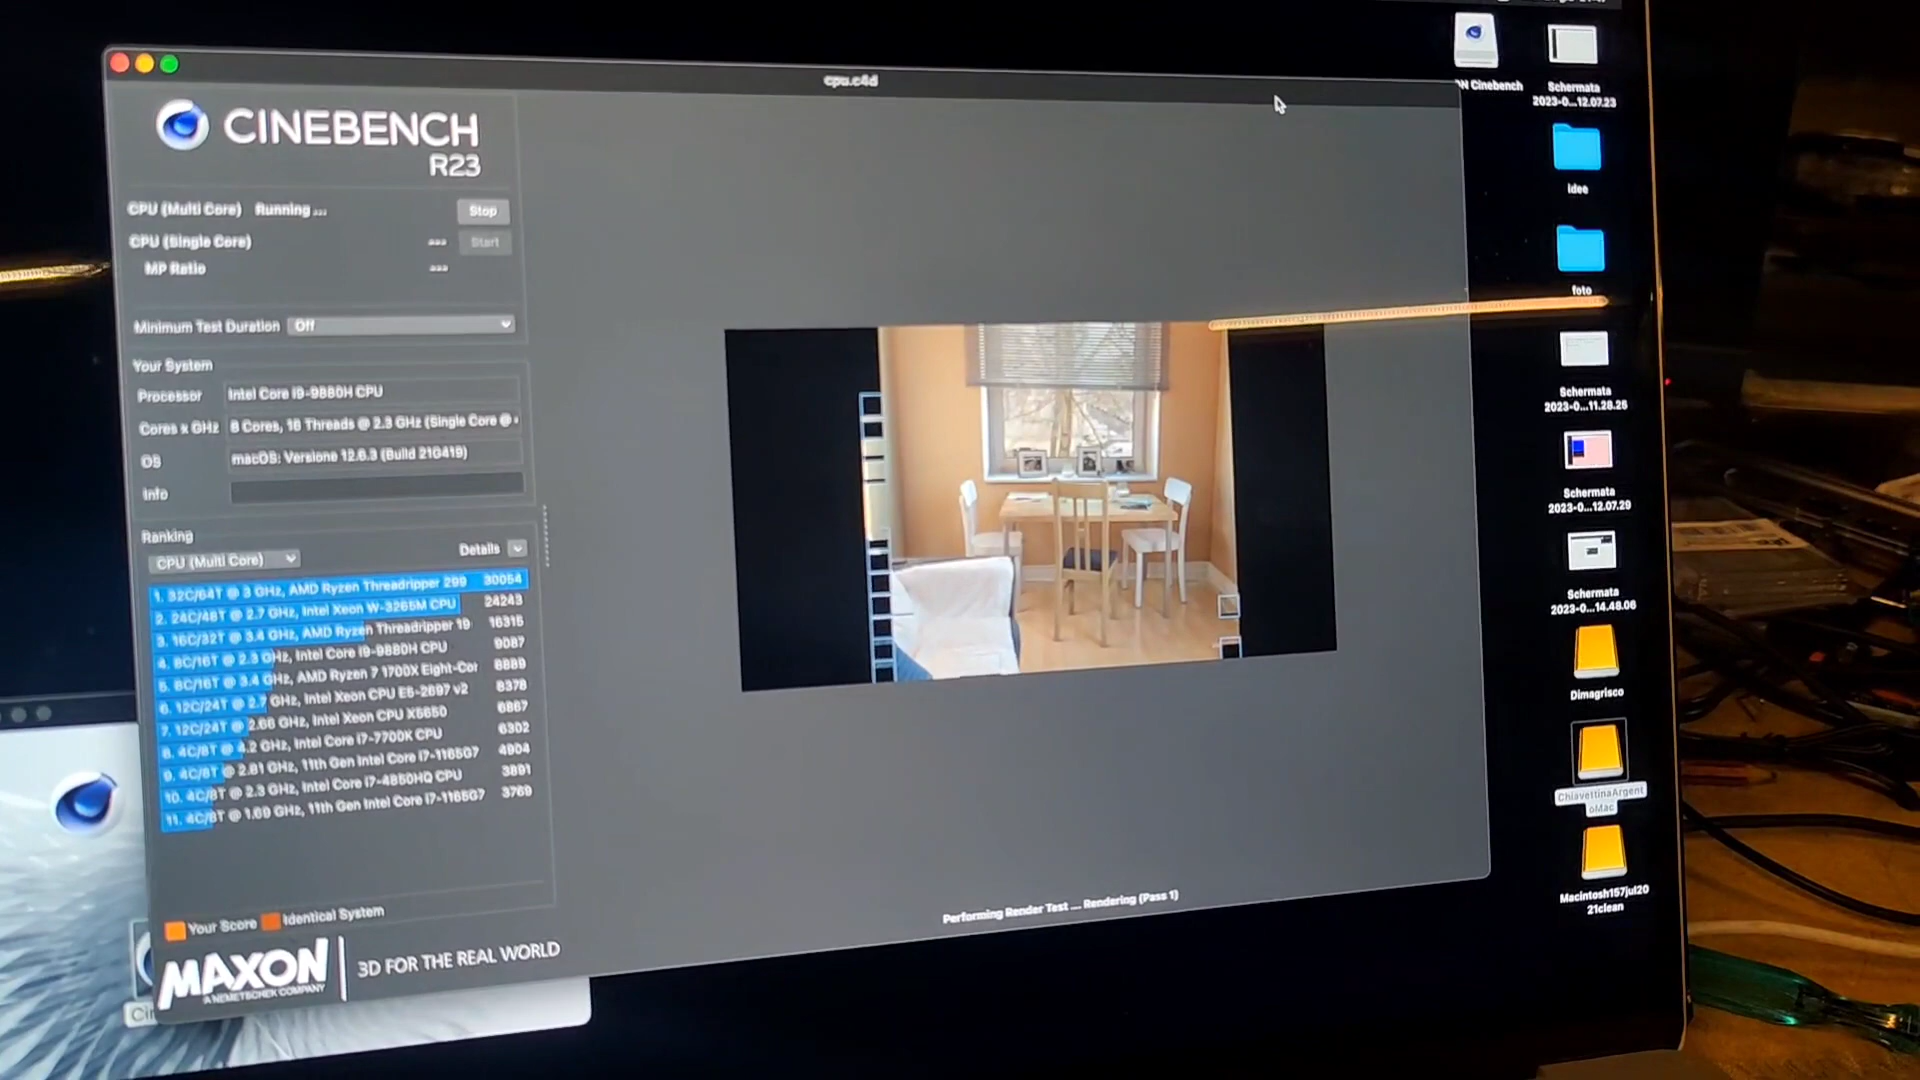 cpu.c4d
CINEBENCH
R23
CPU (Multi Core) Running ... Stop
CPU (Single Core) --- Start
MP Ratio ---
Minimum Test Duration Off
Your System
Processor Intel Core i9-9880H CPU
Cores x GHz 8 Cores, 16 Threads @ 2.3 GHz (Single Core @
OS macOS: Versione 12.6.3 (Build 21G419)
Info
Ranking
CPU (Multi Core) Details
1. 32C/64T @ 3 GHz, AMD Ryzen Threadripper 299 30054
2. 24C/48T @ 2.7 GHz, Intel Xeon W-3265M CPU 24243
3. 16C/32T @ 3.4 GHz, AMD Ryzen Threadripper 19 16315
4. 8C/16T @ 2.3 GHz, Intel Core i9-9880H CPU 9087
5. 8C/16T @ 3.4 GHz, AMD Ryzen 7 1700X Eight-Cor 8889
6. 12C/24T @ 2.7 GHz, Intel Xeon CPU E5-2697 v2 8378
7. 12C/24T @ 2.66 GHz, Intel Xeon CPU X5650 6867
8. 4C/8T @ 4.2 GHz, Intel Core i7-7700K CPU 6302
9. 4C/8T @ 2.81 GHz, 11th Gen Intel Core i7-1165G7 4904
10. 4C/8T @ 2.3 GHz, Intel Core i7-4850HQ CPU 3891
11. 4C/8T @ 1.69 GHz, 11th Gen Intel Core i7-1165G7 3769
Your Score Identical System
MAXON
A NEMETSCHEK COMPANY
3D FOR THE REAL WORLD
Performing Render Test ... Rendering (Pass 1)
N Cinebench
Schermata
2023-0...12.07.23
idee
foto
Schermata
2023-0...11.28.25
Schermata
2023-0...12.07.29
Schermata
2023-0...14.48.06
Dimagrisco
ChiavettinaArgent
oMac
Macintosh157jul20
21clean
Cin